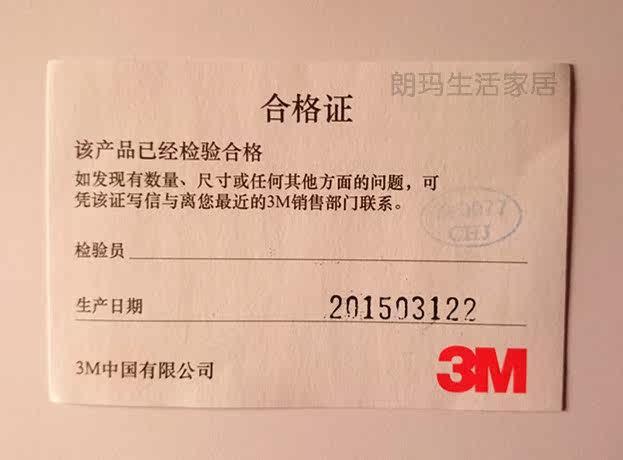 朗玛生活家居
合格证
该产品已经检验合格
如发现有数量、尺寸或任何其他方面的问题，可
凭该证写信与离您最近的3M销售部门联系。
检验员
生产日期 201503122
3M中国有限公司
3M